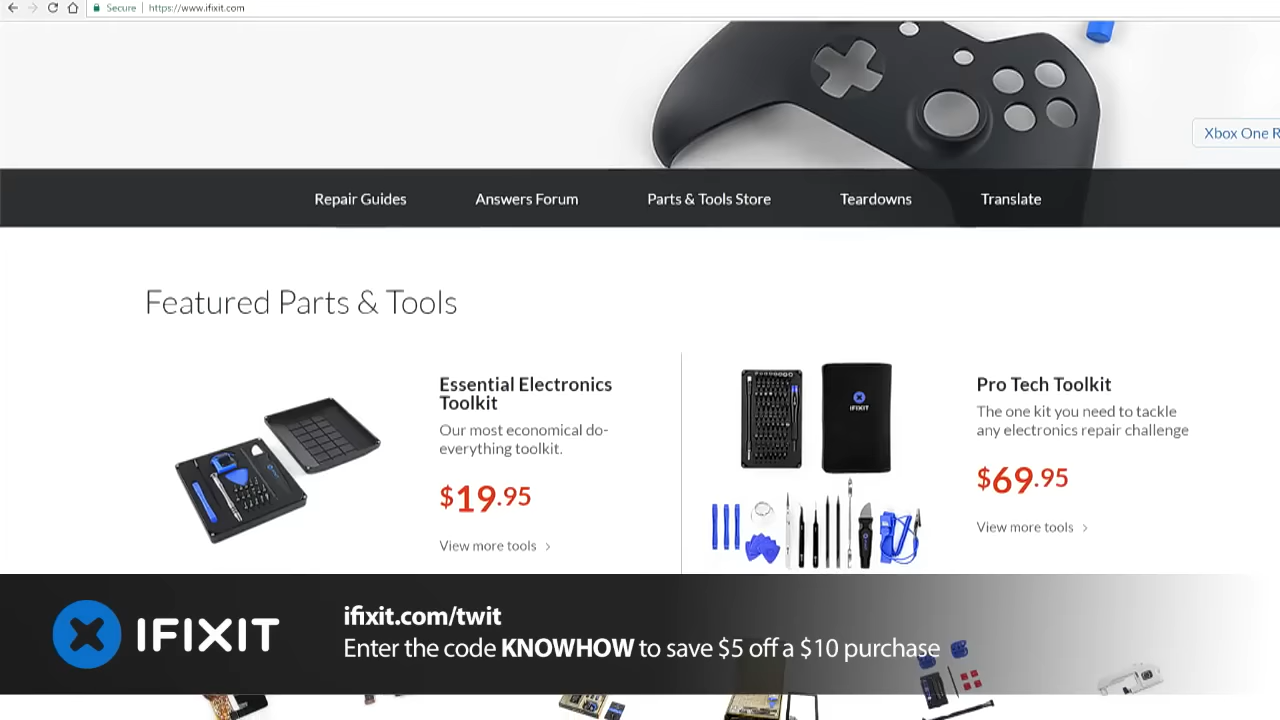 Secure
https://www.ifixit.com
Repair Guides
Answers Forum
Parts & Tools Store
Teardowns
Translate
Featured Parts & Tools
Essential Electronics
Toolkit
Our most economical do-
everything toolkit.
$19.95
View more tools
IFIXIT
Pro Tech Toolkit
The one kit you need to tackle
any electronics repair challenge
$69.95
View more tools
IFIXIT
ifixit.com/twit
Enter the code KNOWHOW to save $5 off a $10 purchase